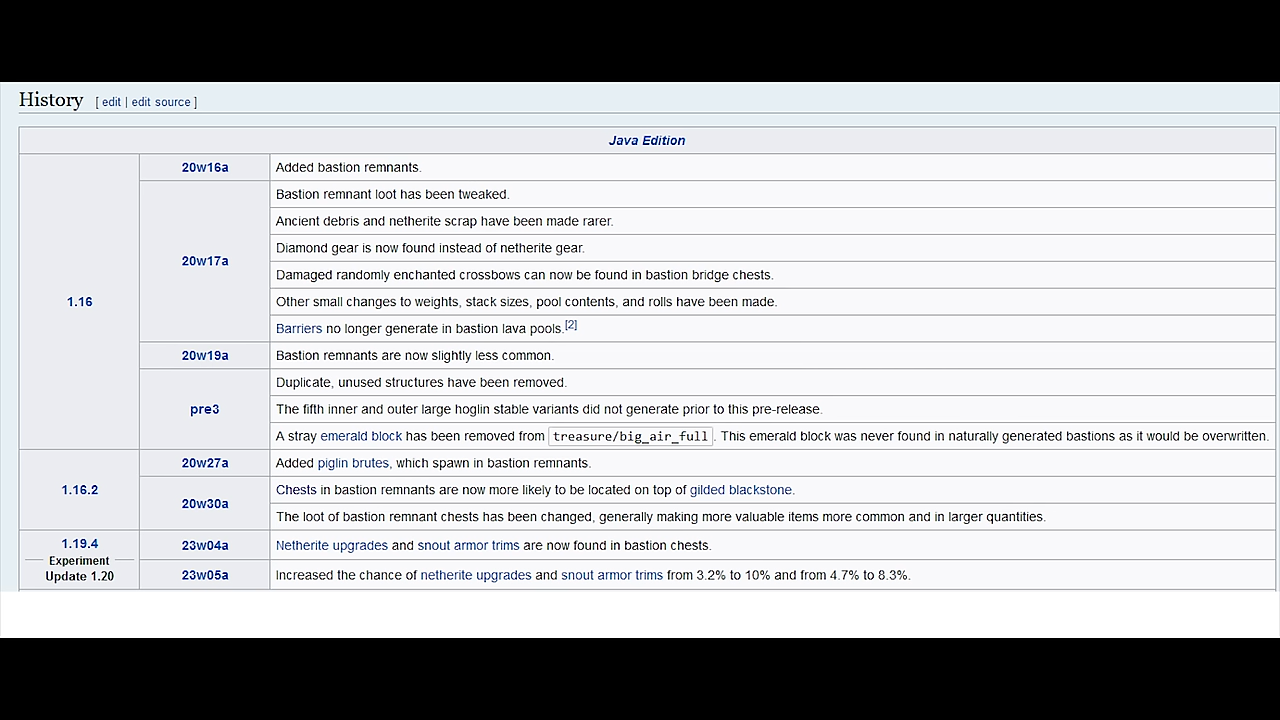 History [ edit | edit source ]
Java Edition
1.16
20w16a
Added bastion remnants.
20w17a
Bastion remnant loot has been tweaked.
Ancient debris and netherite scrap have been made rarer.
Diamond gear is now found instead of netherite gear.
Damaged randomly enchanted crossbows can now be found in bastion bridge chests.
Other small changes to weights, stack sizes, pool contents, and rolls have been made.
Barriers no longer generate in bastion lava pools.[2]
20w19a
Bastion remnants are now slightly less common.
pre3
Duplicate, unused structures have been removed.
The fifth inner and outer large hoglin stable variants did not generate prior to this pre-release.
A stray emerald block has been removed from treasure/big_air_full . This emerald block was never found in naturally generated bastions as it would be overwritten.
1.16.2
20w27a
Added piglin brutes, which spawn in bastion remnants.
20w30a
Chests in bastion remnants are now more likely to be located on top of gilded blackstone.
The loot of bastion remnant chests has been changed, generally making more valuable items more common and in larger quantities.
1.19.4
Experiment
Update 1.20
23w04a
Netherite upgrades and snout armor trims are now found in bastion chests.
23w05a
Increased the chance of netherite upgrades and snout armor trims from 3.2% to 10% and from 4.7% to 8.3%.